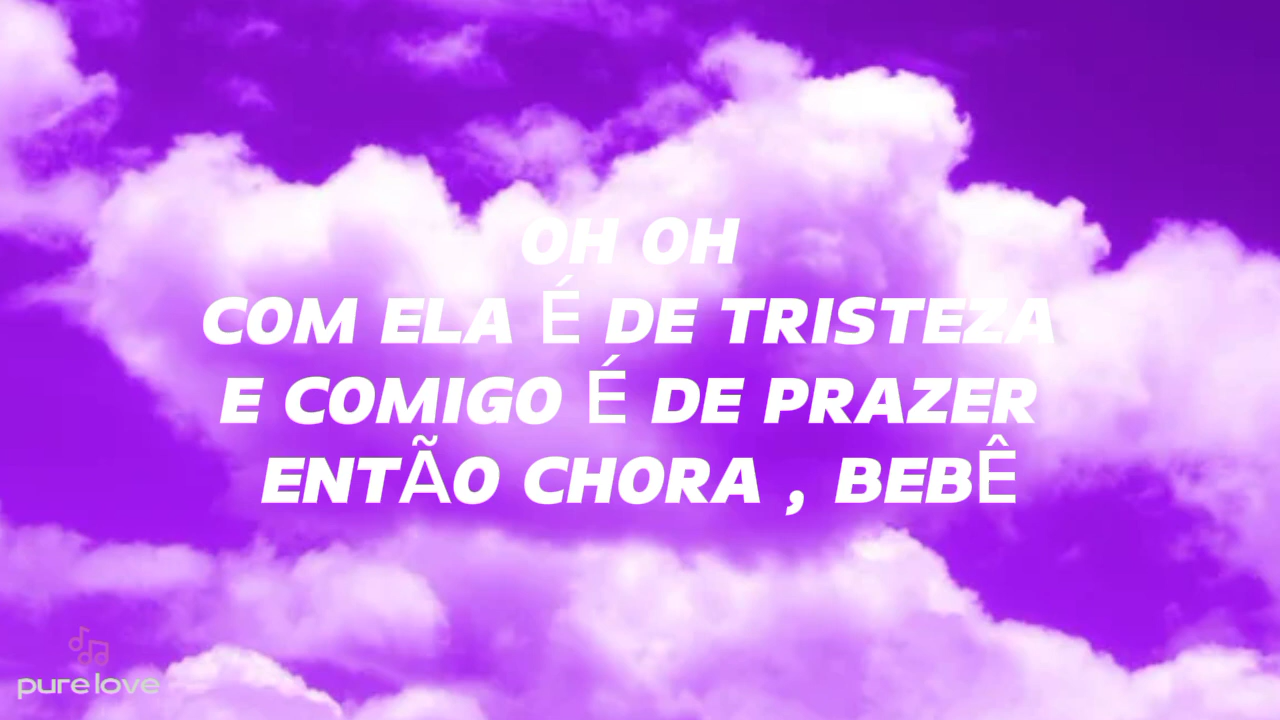 OH OH
COM ELA É DE TRISTEZA
E COMIGO É DE PRAZER
ENTÃO CHORA , BEBÊ
pure love